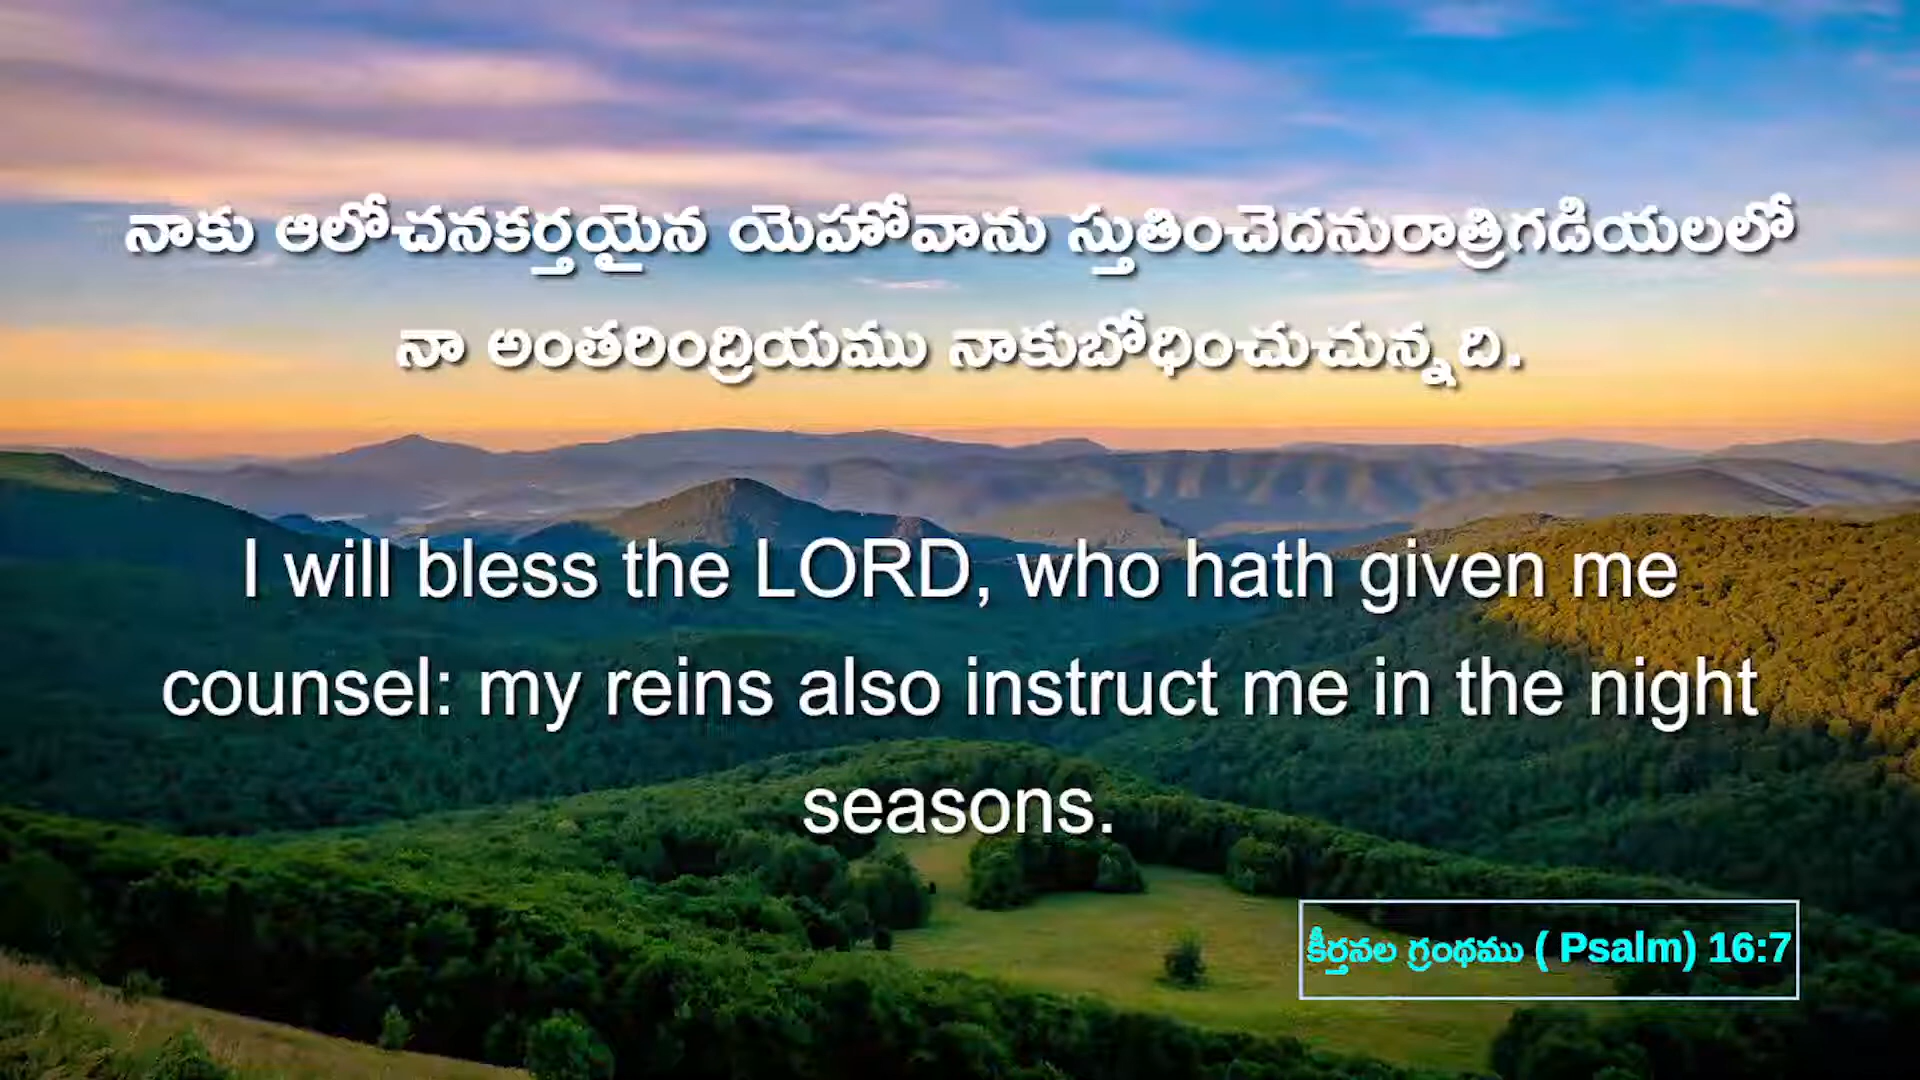 నాకు ఆలోచనకర్తయైన యెహోవాను స్తుతించెదనురాత్రిగడియలలో
నా అంతరింద్రియము నాకుబోధించుచున్నది.
I will bless the LORD, who hath given me
counsel: my reins also instruct me in the night
seasons.
కీర్తనల గ్రంథము ( Psalm) 16:7